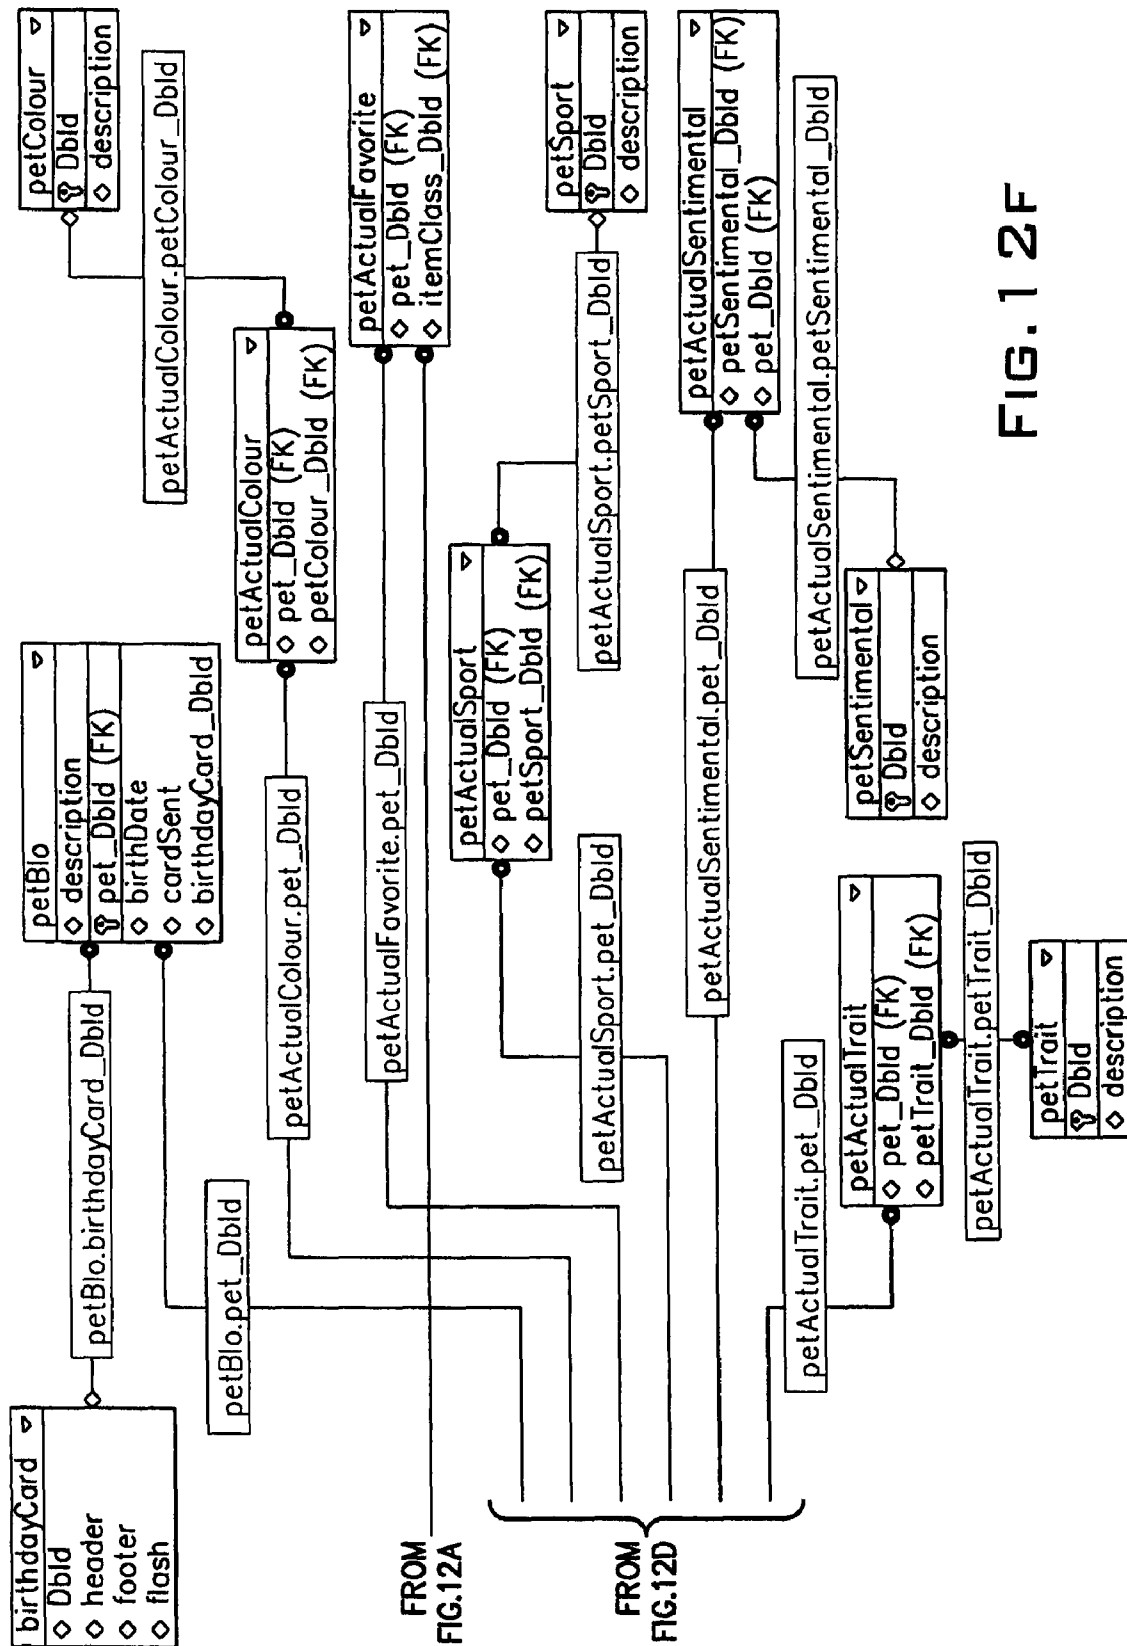 birthdayCard
DbId
header
footer
flash
petBIo.birthdayCard_DbId
petBIo.pet_DbId
petBIo
description
pet_DbId (FK)
birthDate
cardSent
birthdayCard_DbId
petColour
DbId
description
petActualColour.petColour_DbId
petActualColour
pet_DbId (FK)
petColour_DbId (FK)
petActualColour.pet_DbId
petActualFavorite
pet_DbId (FK)
itemClass_DbId (FK)
petActualFavorite.pet_DbId
FROM
FIG.12A
petActualSport
pet_DbId (FK)
petSport_DbId (FK)
petActualSport.pet_DbId
petSport
DbId
description
petActualSport.petSport_DbId
FROM
FIG.12D
petActualSentimental
petSentimental_DbId (FK)
pet_DbId (FK)
petActualSentimental.pet_DbId
petActualSentimental.petSentimental_DbId
petSentimental
DbId
description
petActualTrait.pet_DbId
petActualTrait
pet_DbId (FK)
petTrait_DbId (FK)
petActualTrait.petTrait_DbId
petTrait
DbId
description
FIG.12F